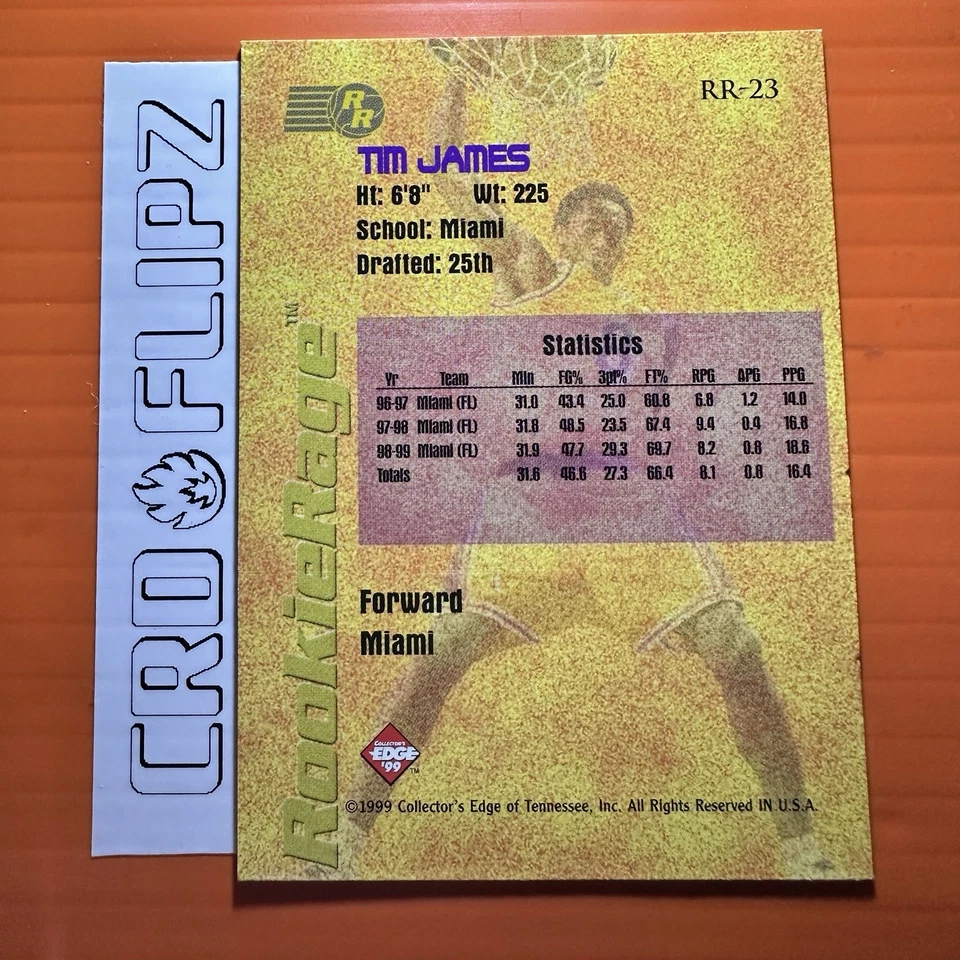 CRD FLIPZ
RR
RR-23
TIM JAMES
Ht: 6'8" Wt: 225
School: Miami
Drafted: 25th
RookieRage™
Statistics
Yr Team Min FG% 3pt% FT% RPG APG PPG
96-97 Miami (FL) 31.0 43.4 25.0 60.8 6.8 1.2 14.0
97-98 Miami (FL) 31.8 48.5 23.5 67.4 9.4 0.4 16.8
98-99 Miami (FL) 31.9 47.7 29.3 69.7 8.2 0.8 18.6
Totals 31.6 46.6 27.3 66.4 8.1 0.8 16.4
Forward
Miami
COLLECTOR'S
EDGE
'99
™
©1999 Collector's Edge of Tennessee, Inc. All Rights Reserved IN U.S.A.